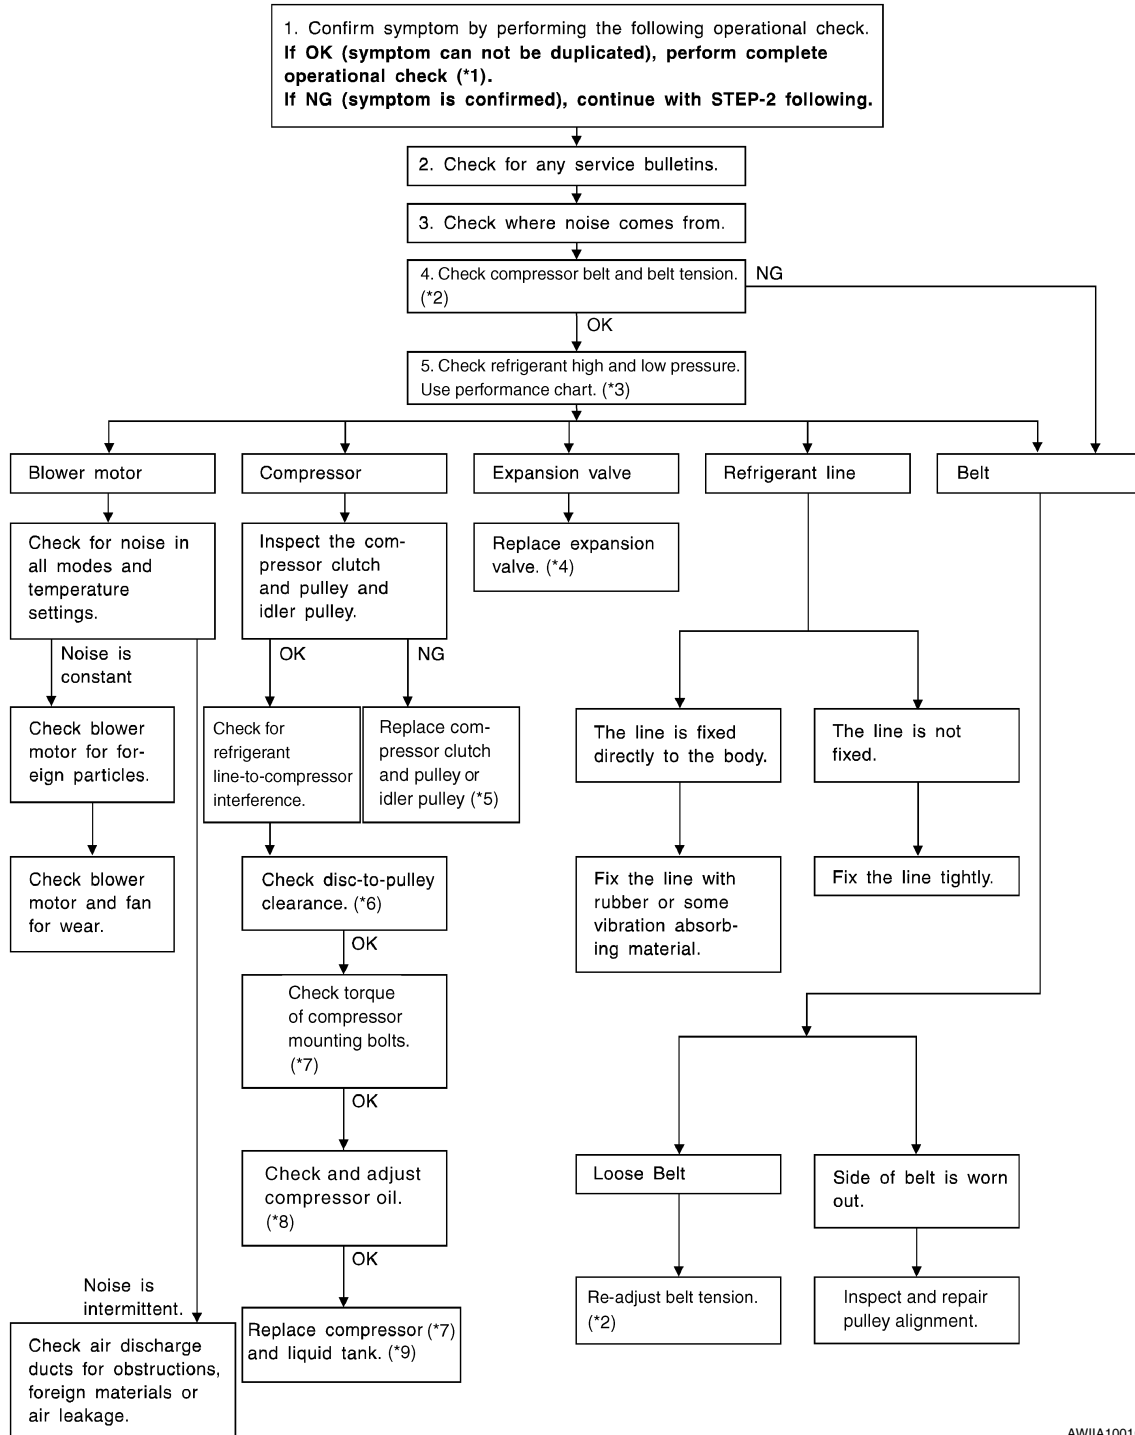 1. Confirm symptom by performing the following operational check.
If OK (symptom can not be duplicated), perform complete
operational check (*1).
If NG (symptom is confirmed), continue with STEP-2 following.
2. Check for any service bulletins.
3. Check where noise comes from.
4. Check compressor belt and belt tension.
(*2)
NG
OK
5. Check refrigerant high and low pressure.
Use performance chart. (*3)
Blower motor
Compressor
Expansion valve
Refrigerant line
Belt
Check for noise in
all modes and
temperature
settings.
Inspect the com-
pressor clutch
and pulley and
idler pulley.
Replace expansion
valve. (*4)
Noise is
constant
OK
NG
Check blower
motor for for-
eign particles.
Check for
refrigerant
line-to-compressor
interference.
Replace com-
pressor clutch
and pulley or
idler pulley (*5)
The line is fixed
directly to the body.
The line is not
fixed.
Check blower
motor and fan
for wear.
Check disc-to-pulley
clearance. (*6)
Fix the line with
rubber or some
vibration absorb-
ing material.
Fix the line tightly.
OK
Check torque
of compressor
mounting bolts.
(*7)
OK
Check and adjust
compressor oil.
(*8)
Loose Belt
Side of belt is worn
out.
OK
Noise is
intermittent.
Re-adjust belt tension.
(*2)
Inspect and repair
pulley alignment.
Replace compressor (*7)
and liquid tank. (*9)
Check air discharge
ducts for obstructions,
foreign materials or
air leakage.